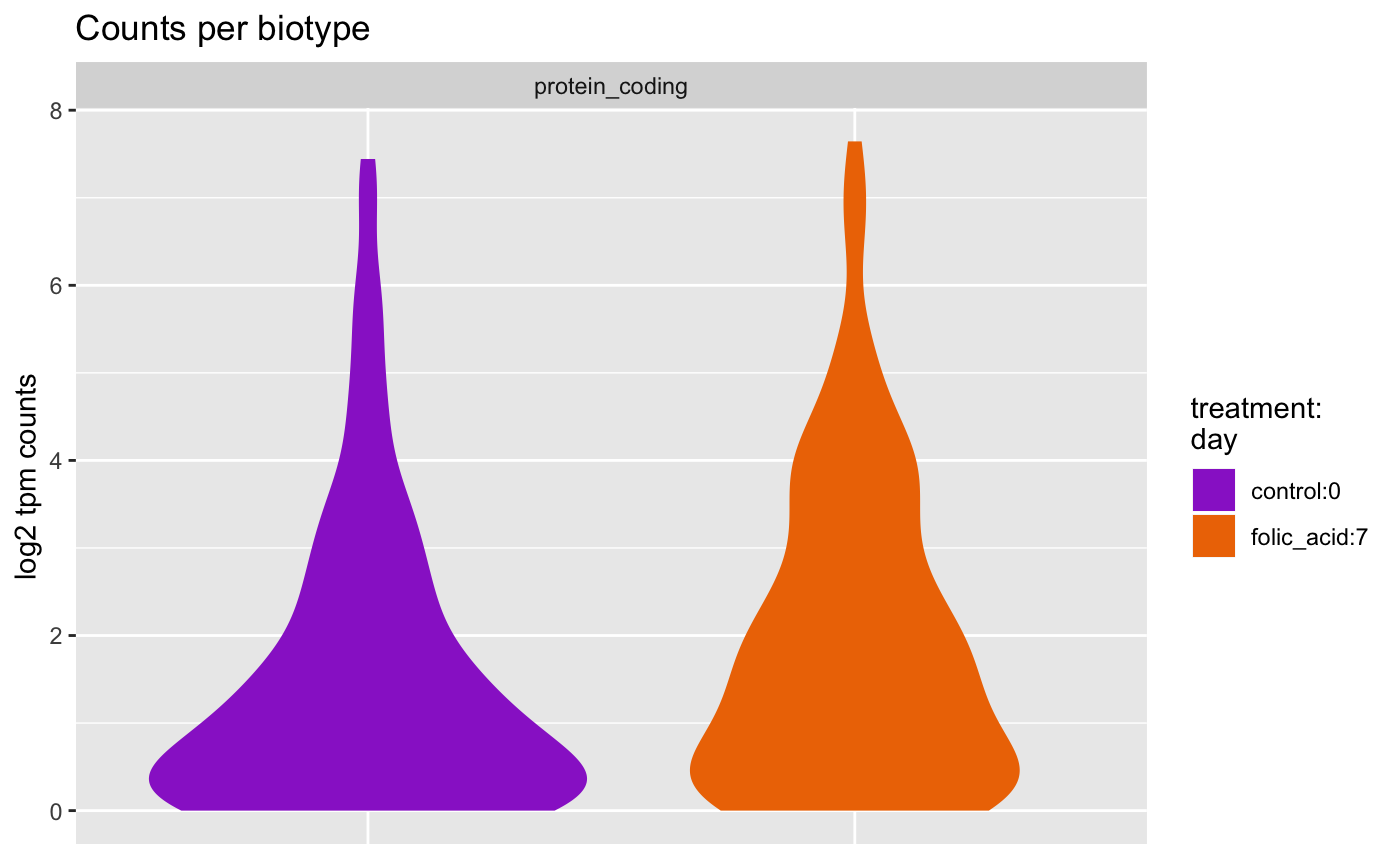 Counts per biotype
protein_coding
8
6
4
2
0
log2 tpm counts
treatment:
day
control:0
folic_acid:7